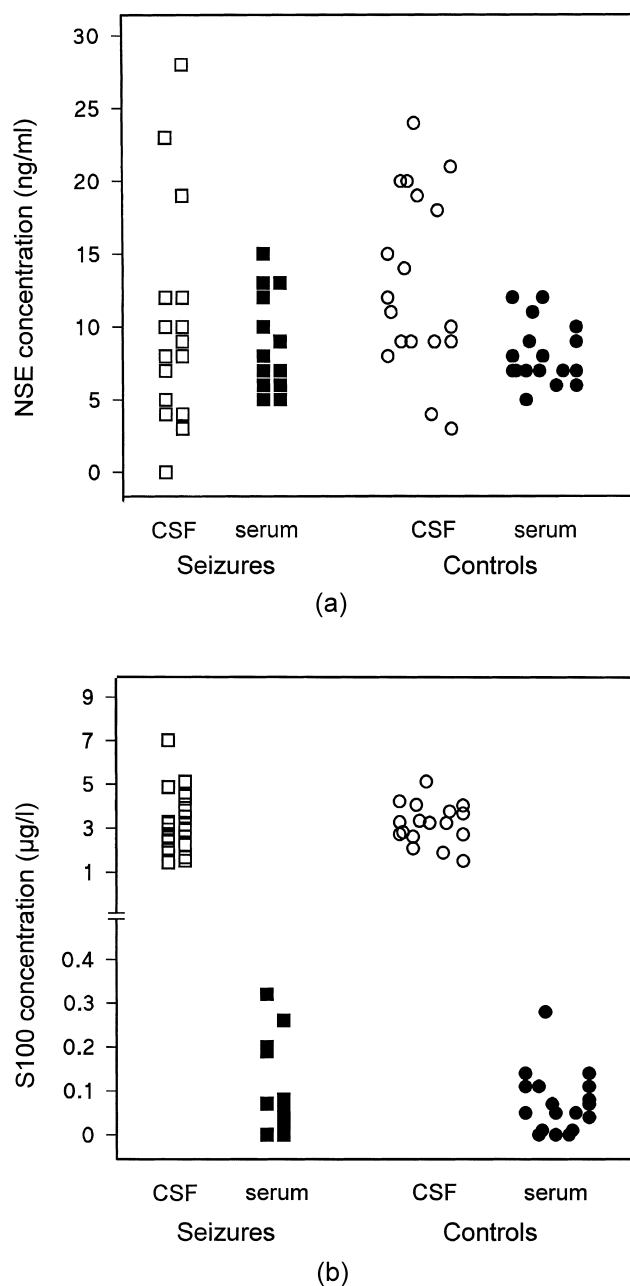 NSE concentration (ng/ml)
30
25
20
15
10
5
0
CSF serum CSF serum
Seizures Controls
(a)
S100 concentration (µg/l)
9
7
5
3
1
0.4
0.3
0.2
0.1
0
CSF serum CSF serum
Seizures Controls
(b)